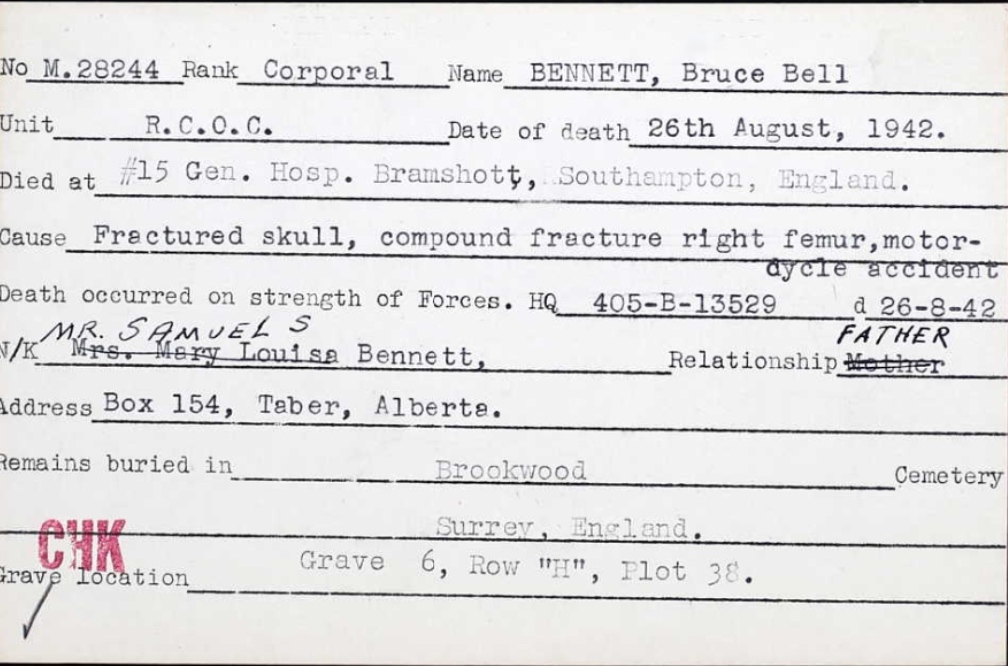 No M.28244 Rank Corporal Name BENNETT, Bruce Bell
Unit R.C.O.C. Date of death 26th August, 1942.
Died at #15 Gen. Hosp. Bramshott, Southampton, England.
Cause Fractured skull, compound fracture right femur,motor-
dycle accident
Death occurred on strength of Forces. HQ 405-B-13529 d 26-8-42
MR. SAMUEL S FATHER
N/K Mrs. Mary Louisa Bennett, Relationship Mother
Address Box 154, Taber, Alberta.
Remains buried in Brookwood Cemetery
Surrey, England.
CHK
Grave location Grave 6, Row "H", Plot 38.